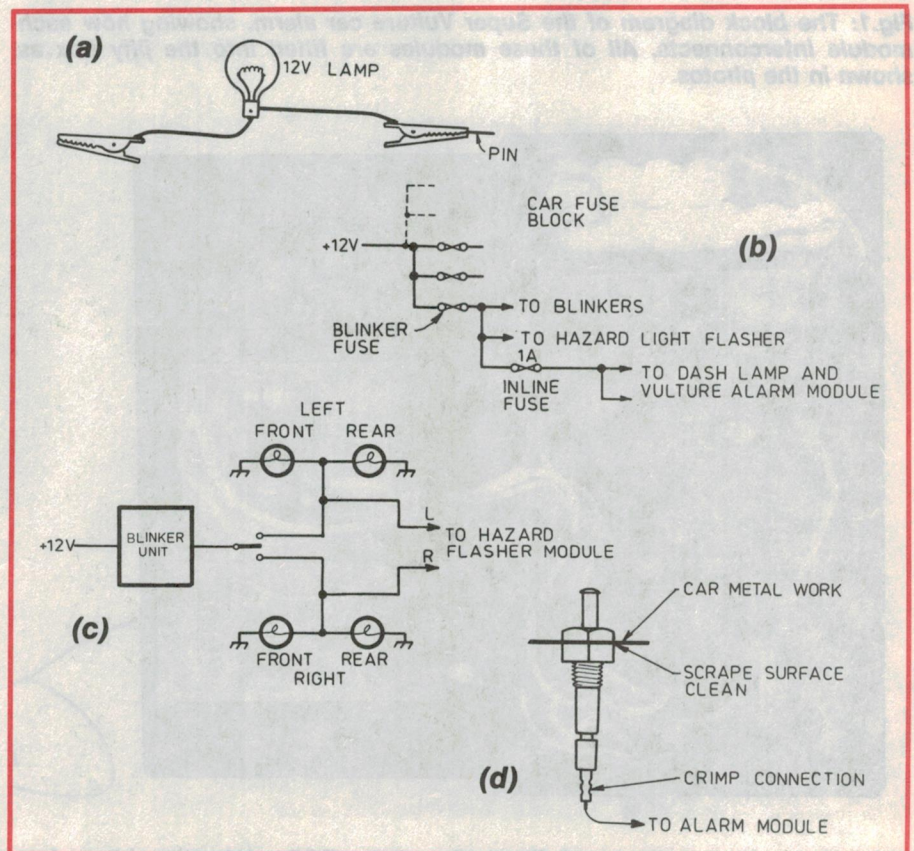 Fig.1: The block diagram of the Super Vulture car alarm, showing how each
module interconnects. All of these modules are fitted into the jiffy box as
shown in the photos.
(a)
12V LAMP
PIN
CAR FUSE
BLOCK
(b)
+12V
TO BLINKERS
BLINKER
FUSE
TO HAZARD LIGHT FLASHER
1A
INLINE
FUSE
TO DASH LAMP AND
VULTURE ALARM MODULE
LEFT
FRONT REAR
L
TO HAZARD
FLASHER MODULE
R
+12V
BLINKER
UNIT
(c)
FRONT REAR
RIGHT
CAR METAL WORK
SCRAPE SURFACE
CLEAN
(d)
CRIMP CONNECTION
TO ALARM MODULE